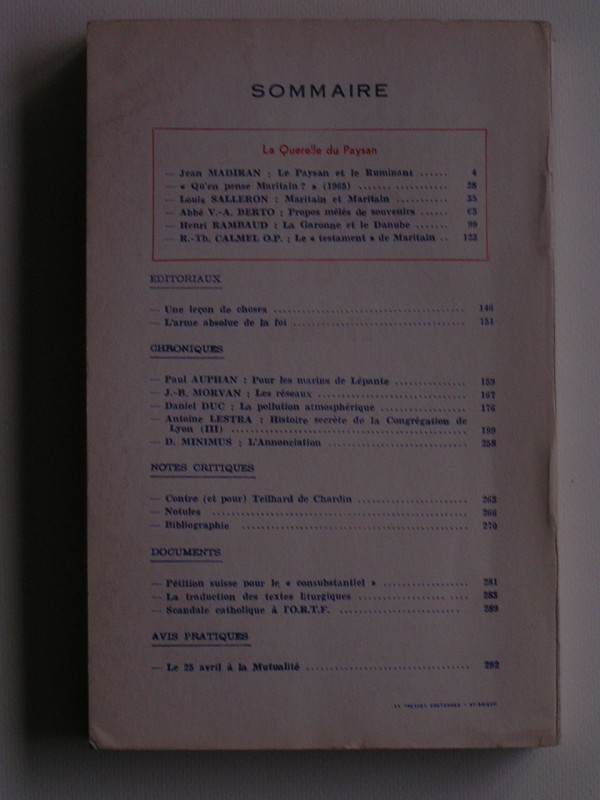 SOMMAIRE
La Querelle du Paysan
— Jean MADIRAN : Le Paysan et le Ruminant ...... 4
— « Qu'en pense Maritain ? » (1965) ....... ........... 28
— Louis SALLERON : Maritain et Maritain ........... 35
— Abbé V.-A. BERTO : Propos mêlés de souvenirs ...... 63
— Henri RAMBAUD : La Garonne et le Danube ....... 99
— R.-Th. CALMEL O.P. : Le « testament » de Maritain .. 123
EDITORIAUX
— Une leçon de choses ........................................ 146
— L'arme absolue de la foi .................................... 151
CHRONIQUES
— Paul AUPHAN : Pour les marins de Lépante ............... 159
— J.-B. MORVAN : Les réseaux ............................... 167
— Daniel DUC : La pollution atmosphérique .................. 176
— Antoine LESTRA : Histoire secrète de la Congrégation de
Lyon (III) ................................................ 199
— D. MINIMUS : L'Annonciation ............................. 258
NOTES CRITIQUES
— Contre (et pour) Teilhard de Chardin ....................... 263
— Notules ..................................................... 266
— Bibliographie ............................................... 270
DOCUMENTS
— Pétition suisse pour le « consubstantiel » .................. 281
— La traduction des textes liturgiques .................. .... 283
— Scandale catholique à l'O.R.T.F. ......................... 289
AVIS PRATIQUES
— Le 25 avril à la Mutualité .................................. 292